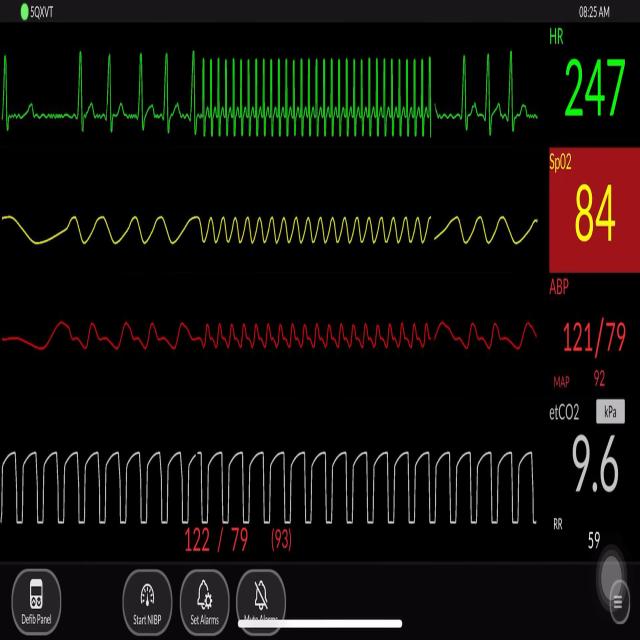 5QXVT
08:25 AM
HR
247
SpO2
84
ABP
121/79
MAP 92
etCO2 kPa
9.6
RR
59
122 / 79 (93)
Defib Panel
Start NIBP
Set Alarms
Mute Alarms